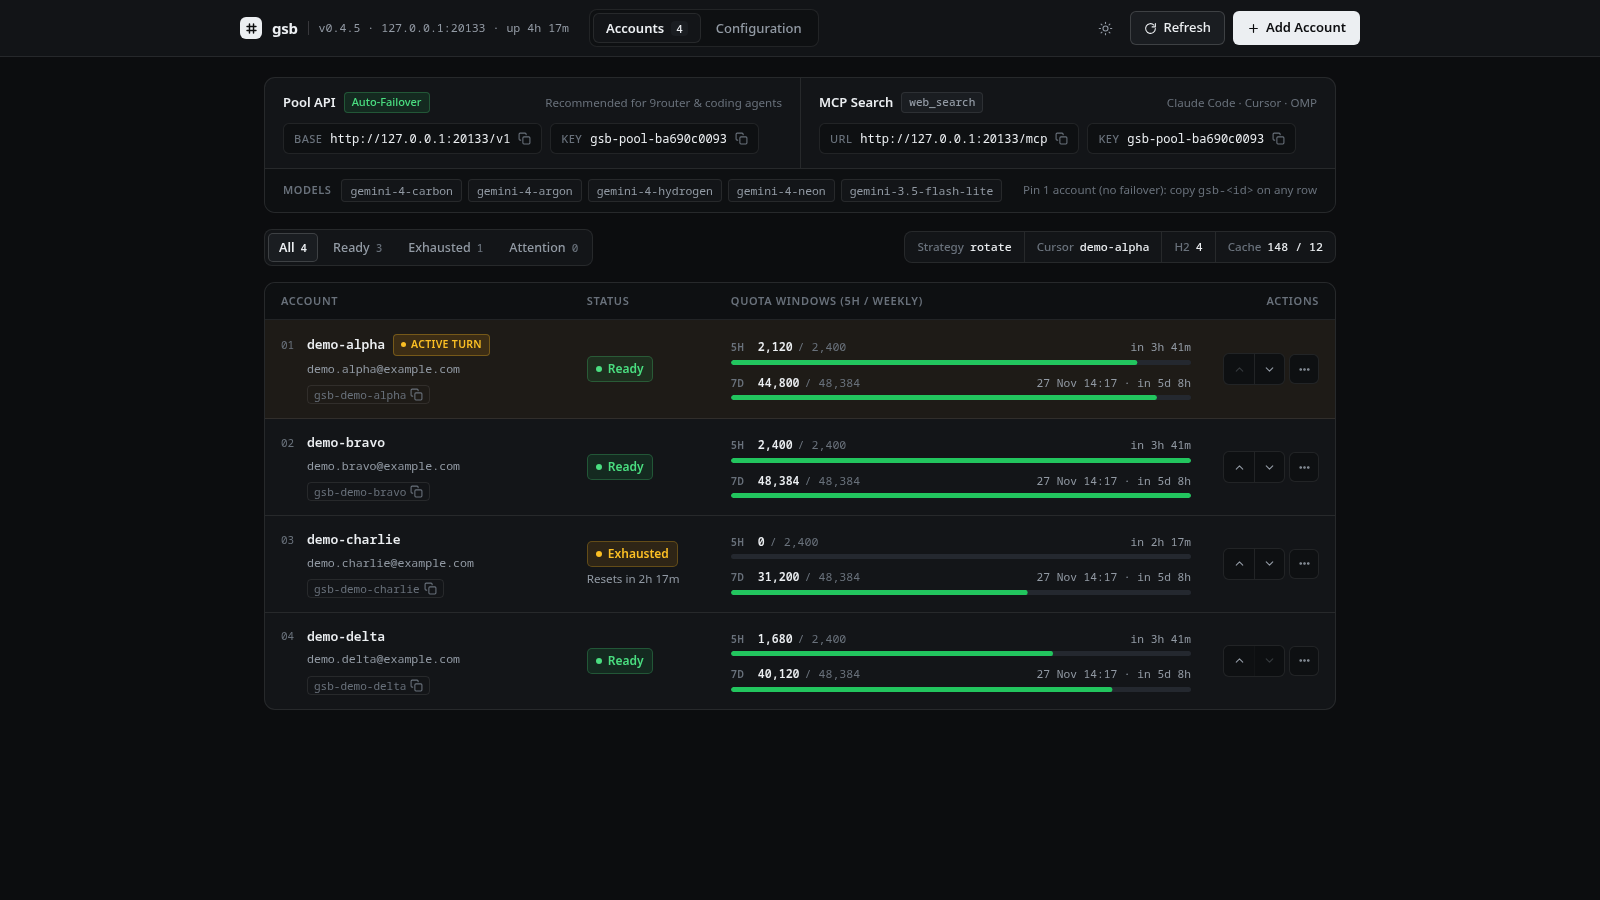 gsb v0.4.5 · 127.0.0.1:20133 · up 4h 17m Accounts 4 Configuration Refresh + Add Account
Pool API Auto-Failover Recommended for 9router & coding agents
BASE http://127.0.0.1:20133/v1 KEY gsb-pool-ba690c0093
MCP Search web_search Claude Code · Cursor · OMP
URL http://127.0.0.1:20133/mcp KEY gsb-pool-ba690c0093
MODELS gemini-4-carbon gemini-4-argon gemini-4-hydrogen gemini-4-neon gemini-3.5-flash-lite Pin 1 account (no failover): copy gsb-<id> on any row
All 4 Ready 3 Exhausted 1 Attention 0 Strategy rotate Cursor demo-alpha H2 4 Cache 148 / 12
ACCOUNT STATUS QUOTA WINDOWS (5H / WEEKLY) ACTIONS
01 demo-alpha ACTIVE TURN
demo.alpha@example.com
gsb-demo-alpha
Ready
5H 2,120 / 2,400 in 3h 41m
7D 44,800 / 48,384 27 Nov 14:17 · in 5d 8h
02 demo-bravo
demo.bravo@example.com
gsb-demo-bravo
Ready
5H 2,400 / 2,400 in 3h 41m
7D 48,384 / 48,384 27 Nov 14:17 · in 5d 8h
03 demo-charlie
demo.charlie@example.com
gsb-demo-charlie
Exhausted
Resets in 2h 17m
5H 0 / 2,400 in 2h 17m
7D 31,200 / 48,384 27 Nov 14:17 · in 5d 8h
04 demo-delta
demo.delta@example.com
gsb-demo-delta
Ready
5H 1,680 / 2,400 in 3h 41m
7D 40,120 / 48,384 27 Nov 14:17 · in 5d 8h